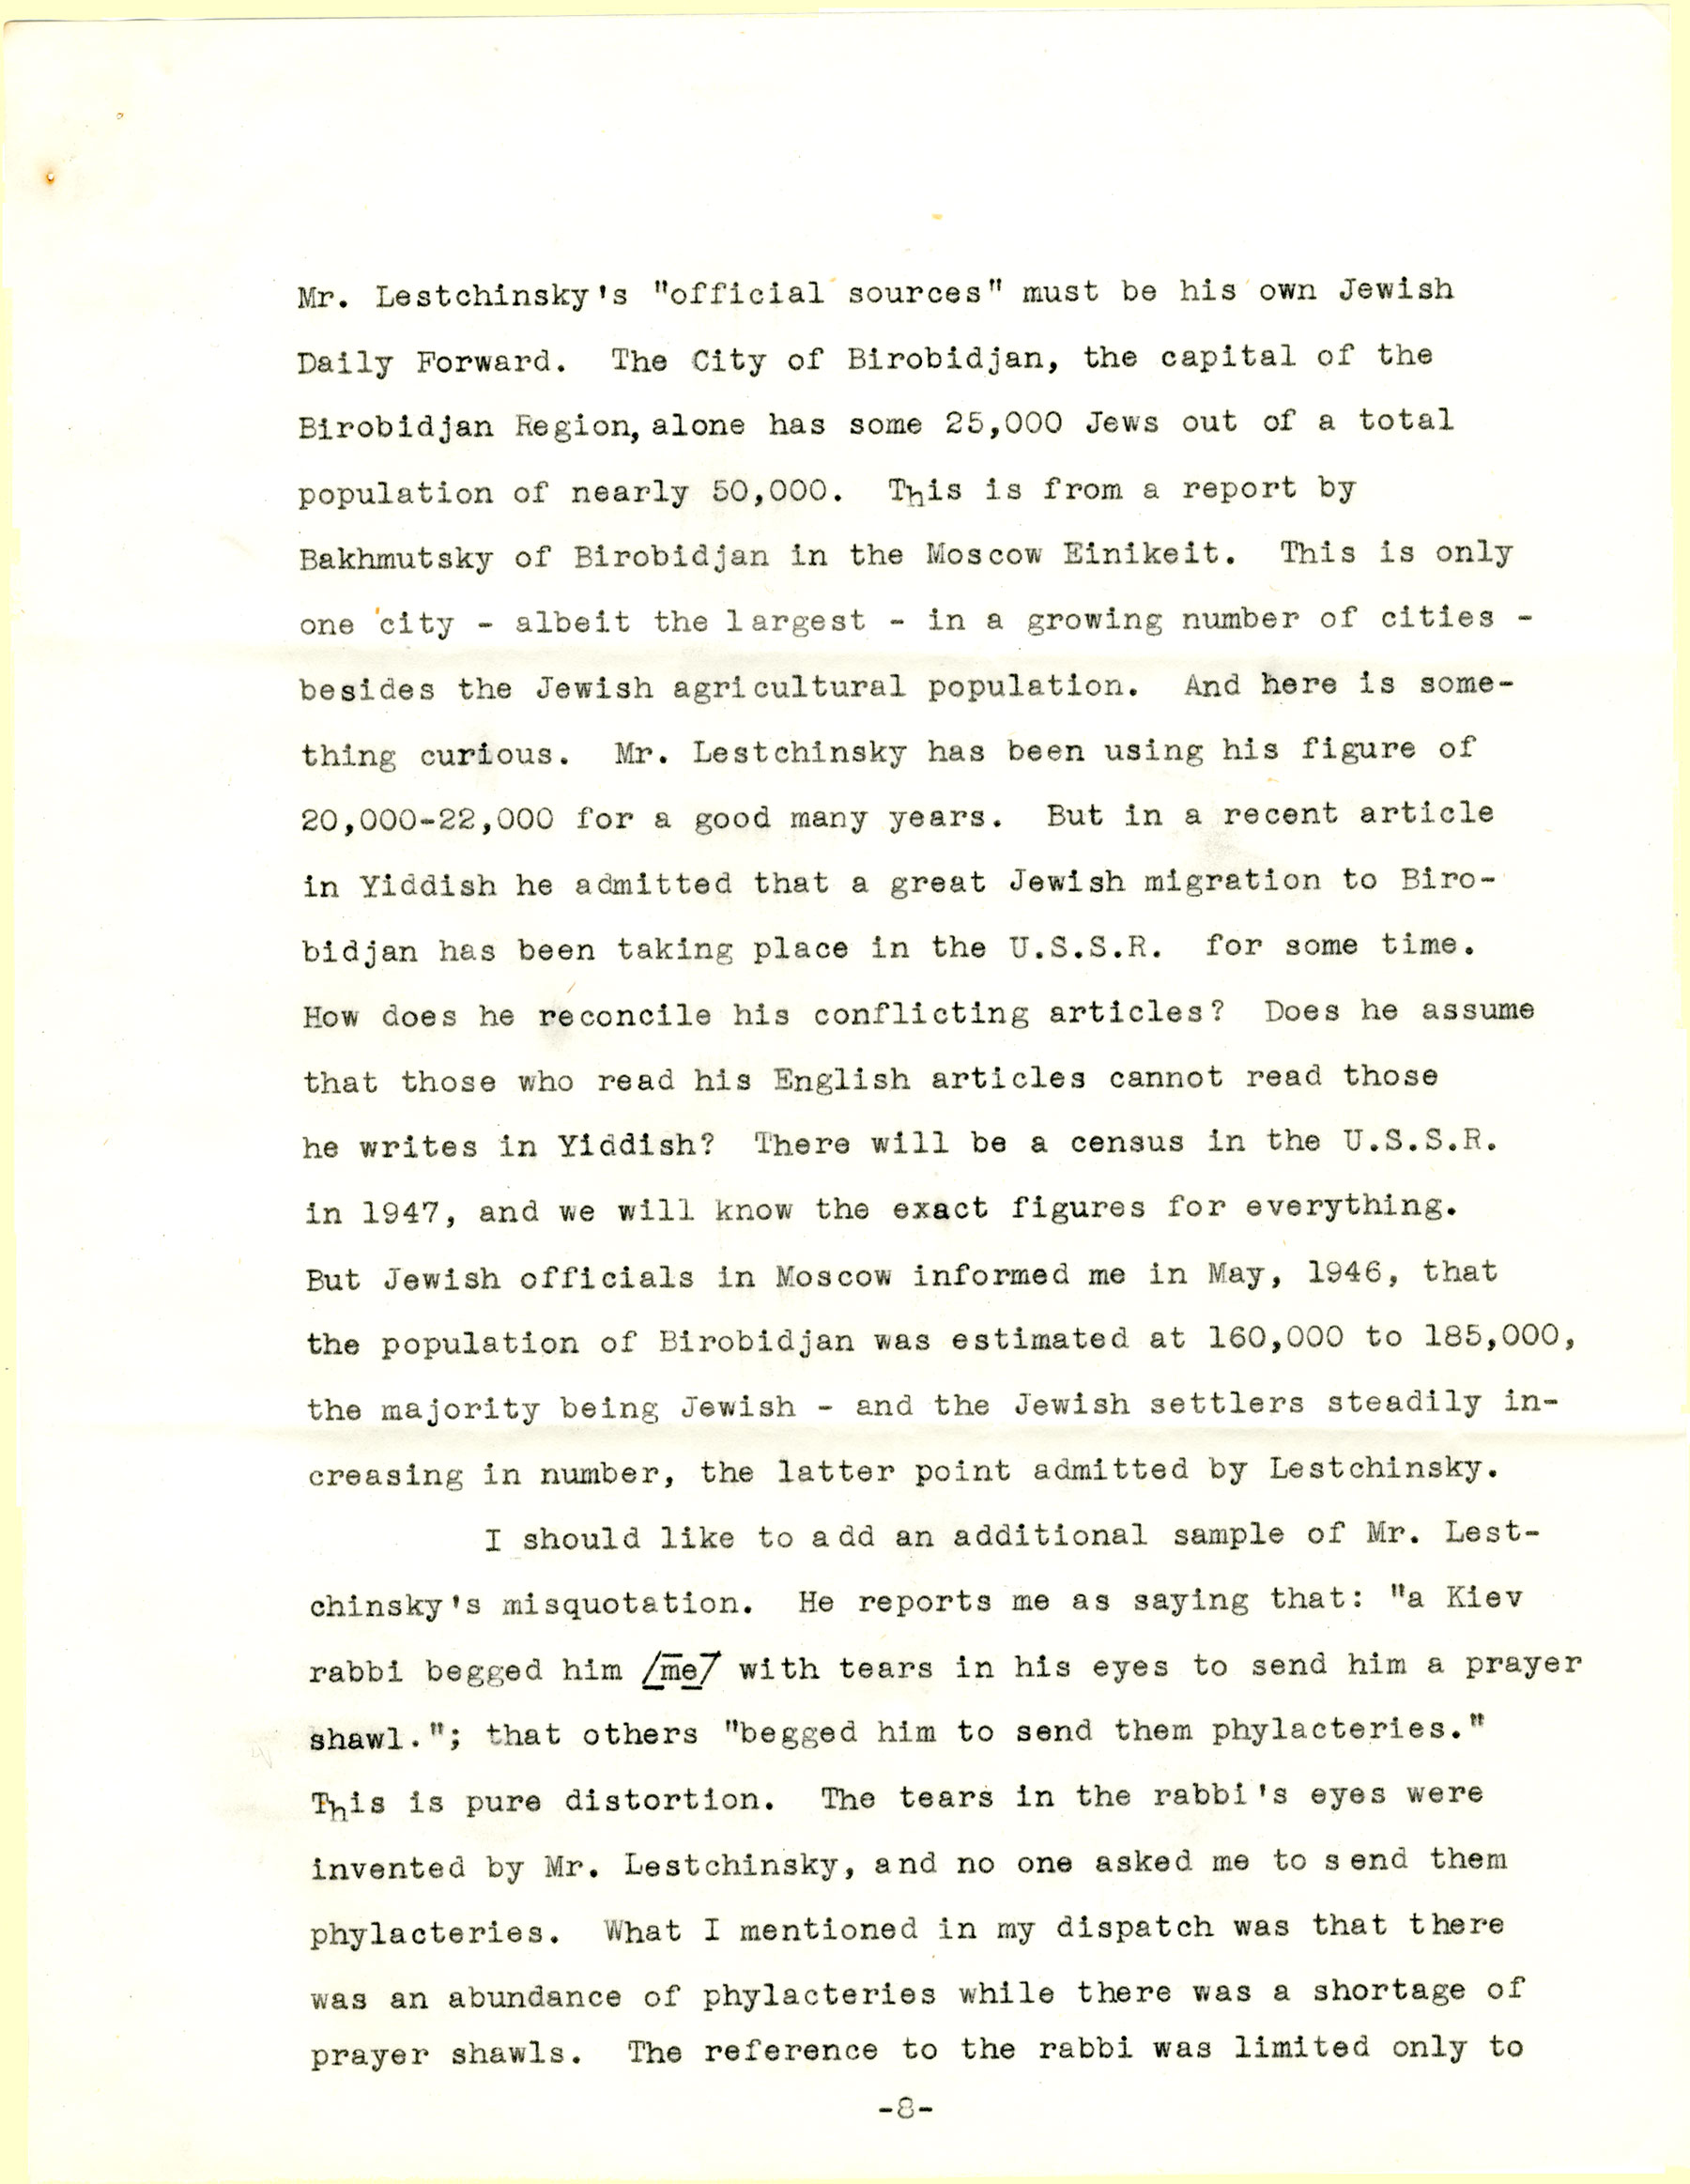 Mr. Lestchinsky's "official sources" must be his own Jewish
Daily Forward. The City of Birobidjan, the capital of the
Birobidjan Region, alone has some 25,000 Jews out of a total
population of nearly 50,000. This is from a report by
Bakhmutsky of Birobidjan in the Moscow Einikeit. This is only
one city - albeit the largest - in a growing number of cities -
besides the Jewish agricultural population. And here is some-
thing curious. Mr. Lestchinsky has been using his figure of
20,000-22,000 for a good many years. But in a recent article
in Yiddish he admitted that a great Jewish migration to Biro-
bidjan has been taking place in the U.S.S.R. for some time.
How does he reconcile his conflicting articles? Does he assume
that those who read his English articles cannot read those
he writes in Yiddish? There will be a census in the U.S.S.R.
in 1947, and we will know the exact figures for everything.
But Jewish officials in Moscow informed me in May, 1946, that
the population of Birobidjan was estimated at 160,000 to 185,000,
the majority being Jewish - and the Jewish settlers steadily in-
creasing in number, the latter point admitted by Lestchinsky.
I should like to add an additional sample of Mr. Lest-
chinsky's misquotation. He reports me as saying that: "a Kiev
rabbi begged him [me] with tears in his eyes to send him a prayer
shawl."; that others "begged him to send them phylacteries."
This is pure distortion. The tears in the rabbi's eyes were
invented by Mr. Lestchinsky, and no one asked me to send them
phylacteries. What I mentioned in my dispatch was that there
was an abundance of phylacteries while there was a shortage of
prayer shawls. The reference to the rabbi was limited only to
-8-